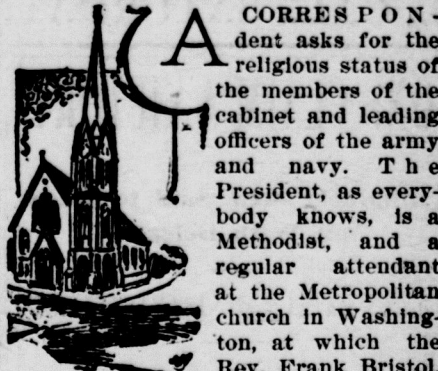 A CORRESPON-
dent asks for the
religious status of
the members of the
cabinet and leading
officers of the army
and navy. The
President, as every-
body knows, is a
Methodist, and a
regular attendant
at the Metropolitan
church in Washing-
ton, at which the
Rev. Frank Bristol